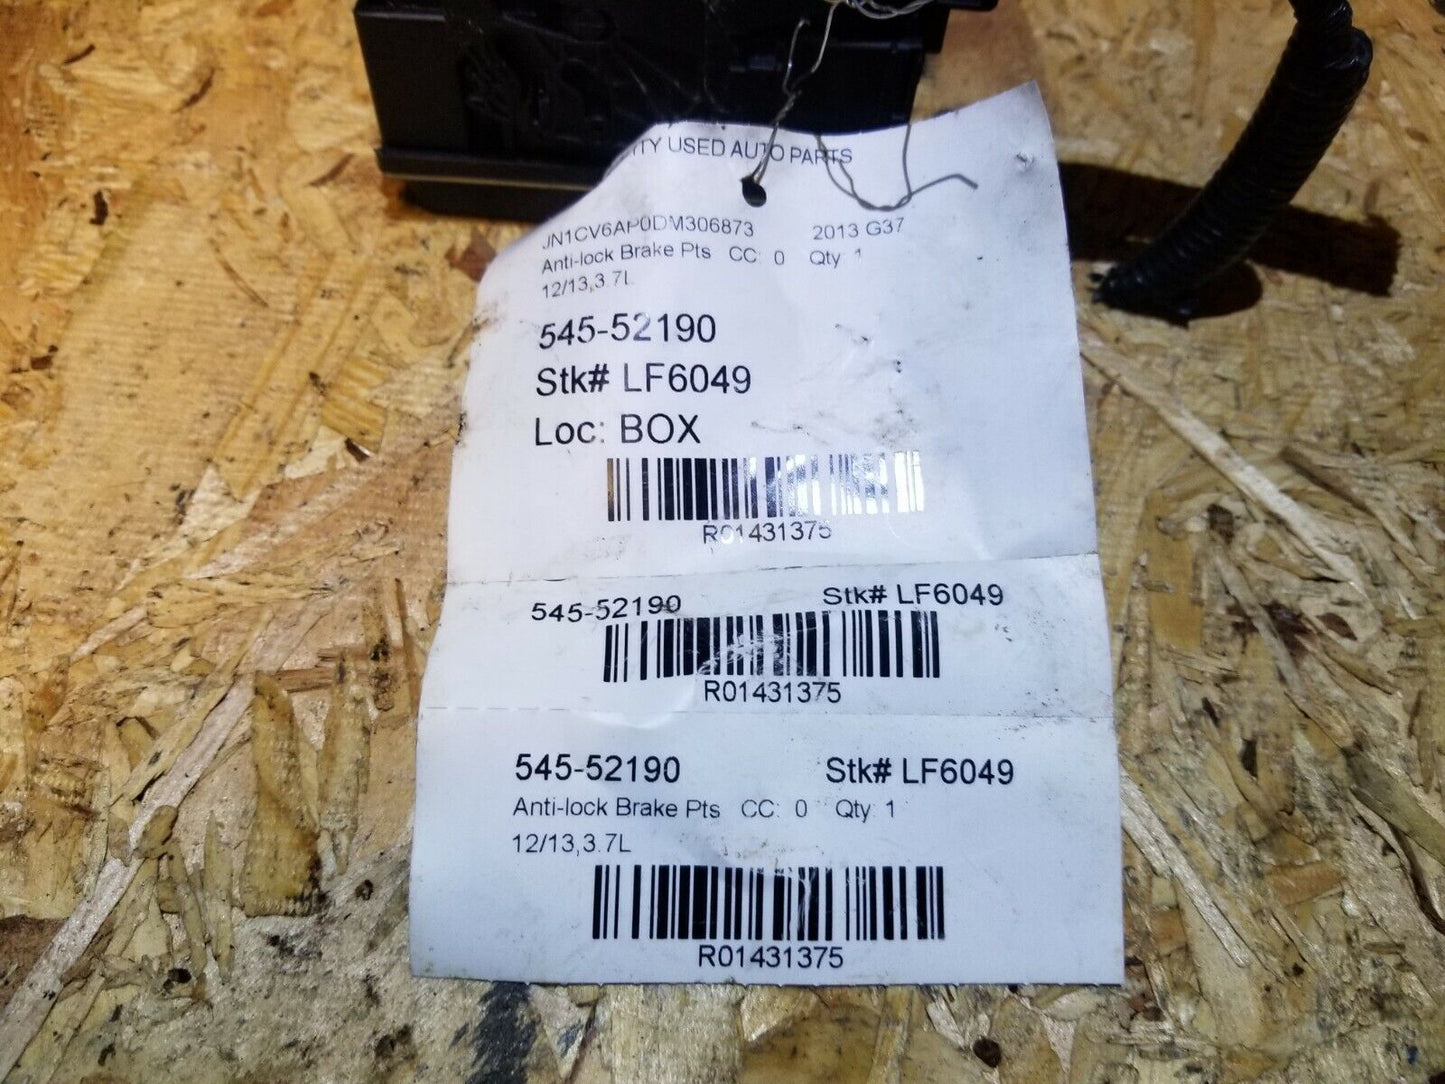 USED AUTO PARTS
JN1CV6AP0DM306873 2013 G37
Anti-lock Brake Pts CC: 0 Qty 1
12/13,3.7L
545-52190
Stk# LF6049
Loc: BOX
R01431375
545-52190 Stk# LF6049
R01431375
545-52190 Stk# LF6049
Anti-lock Brake Pts CC: 0 Qty 1
12/13,3.7L
R01431375